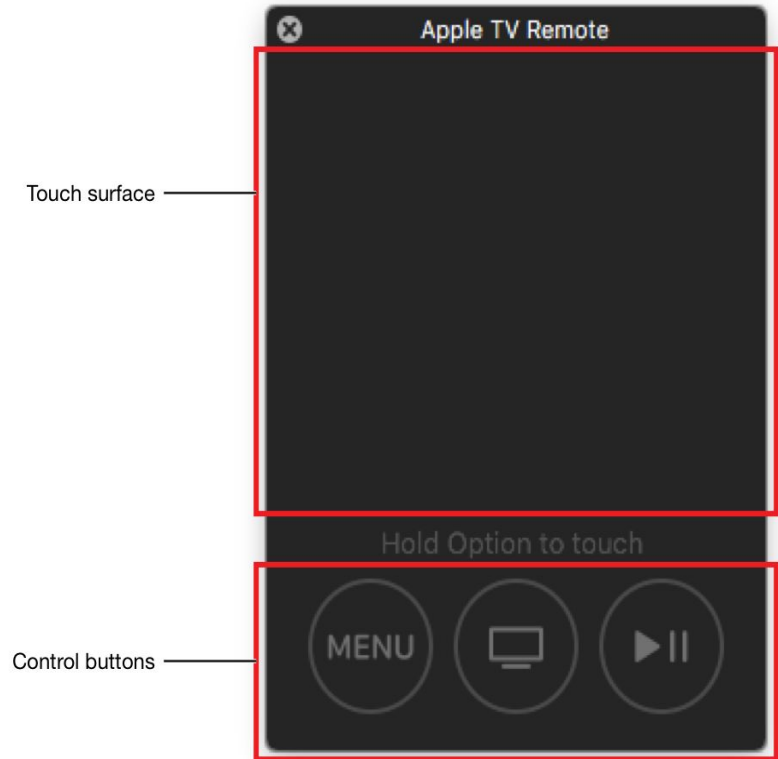 Apple TV Remote
Touch surface
Hold Option to touch
Control buttons
MENU